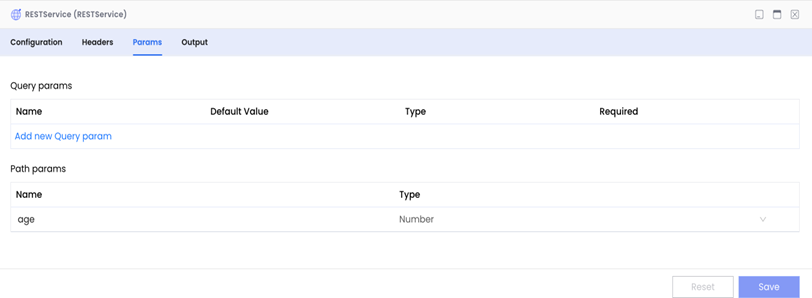 RESTService (RESTService)
Configuration Headers Params Output
Query params
Name Default Value Type Required
Add new Query param
Path params
Name Type
age Number
Reset Save